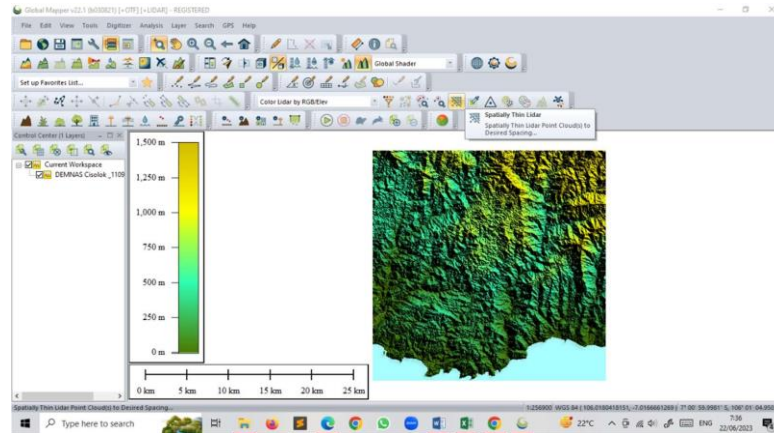 Global Mapper v22.1 (b030821) [+OTF] [+LIDAR] - REGISTERED
File Edit View Tools Digitizer Analysis Layer Search GPS Help
Global Shader
Set up Favorites List...
Color Lidar by RGB/Elev
Spatially Thin Lidar
Spatially Thin Lidar Point Cloud(s) to
Desired Spacing...
Control Center (1 Layers)
Current Workspace
DEMNAS Cisolok _1109
1,500 m
1,250 m
1,000 m
750 m
500 m
250 m
0 m
0 km 5 km 10 km 15 km 20 km 25 km
Spatially Thin Lidar Point Cloud(s) to Desired Spacing...
WGS 84
Type here to search
22°C
ENG
7:36
22/06/2023